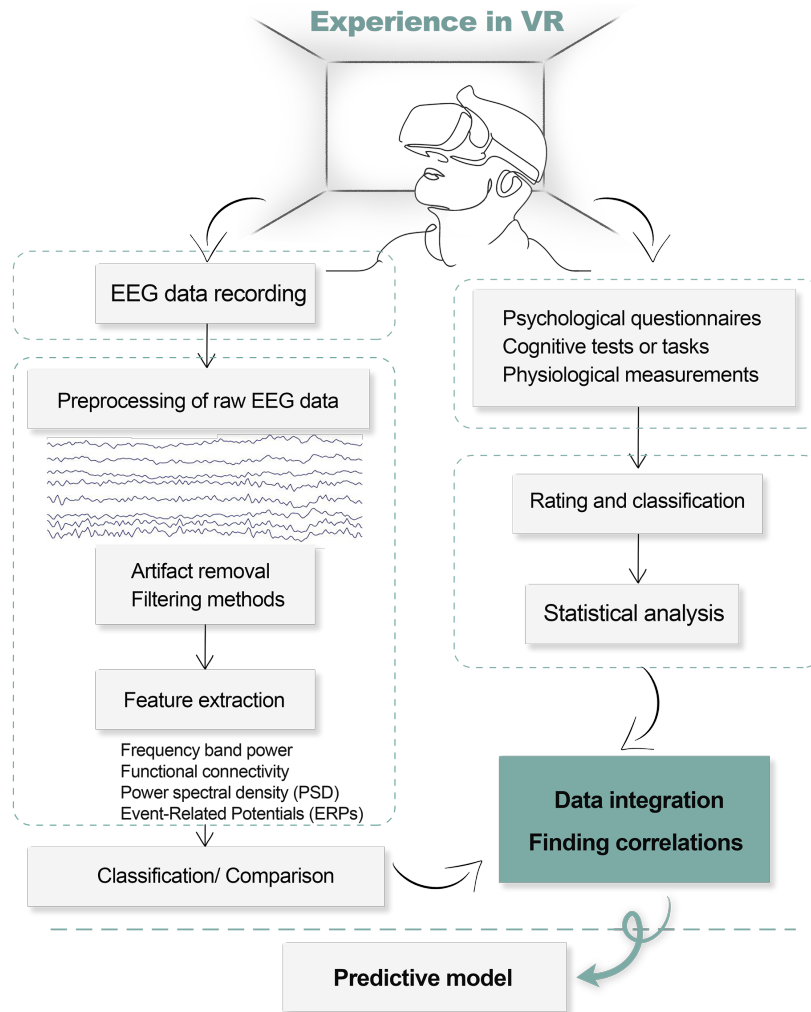 Experience in VR
EEG data recording
Preprocessing of raw EEG data
Artifact removal
Filtering methods
Feature extraction
Frequency band power
Functional connectivity
Power spectral density (PSD)
Event-Related Potentials (ERPs)
Classification/ Comparison
Psychological questionnaires
Cognitive tests or tasks
Physiological measurements
Rating and classification
Statistical analysis
Data integration
Finding correlations
Predictive model